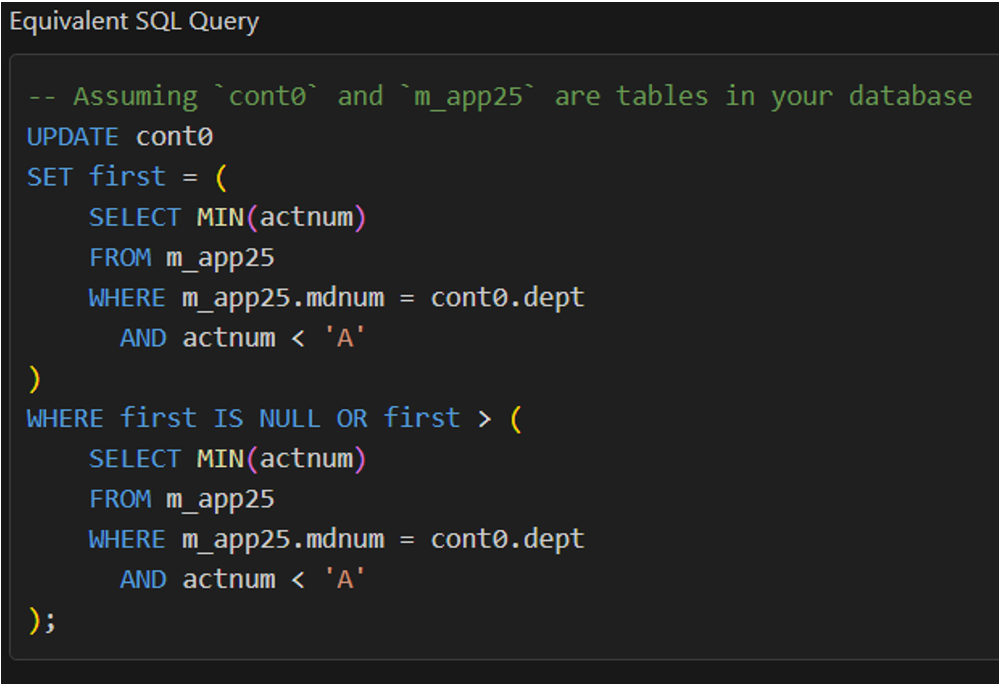 Equivalent SQL Query
-- Assuming `cont0` and `m_app25` are tables in your database
UPDATE cont0
SET first = (
    SELECT MIN(actnum)
    FROM m_app25
    WHERE m_app25.mdnum = cont0.dept
      AND actnum < 'A'
)
WHERE first IS NULL OR first > (
    SELECT MIN(actnum)
    FROM m_app25
    WHERE m_app25.mdnum = cont0.dept
      AND actnum < 'A'
);